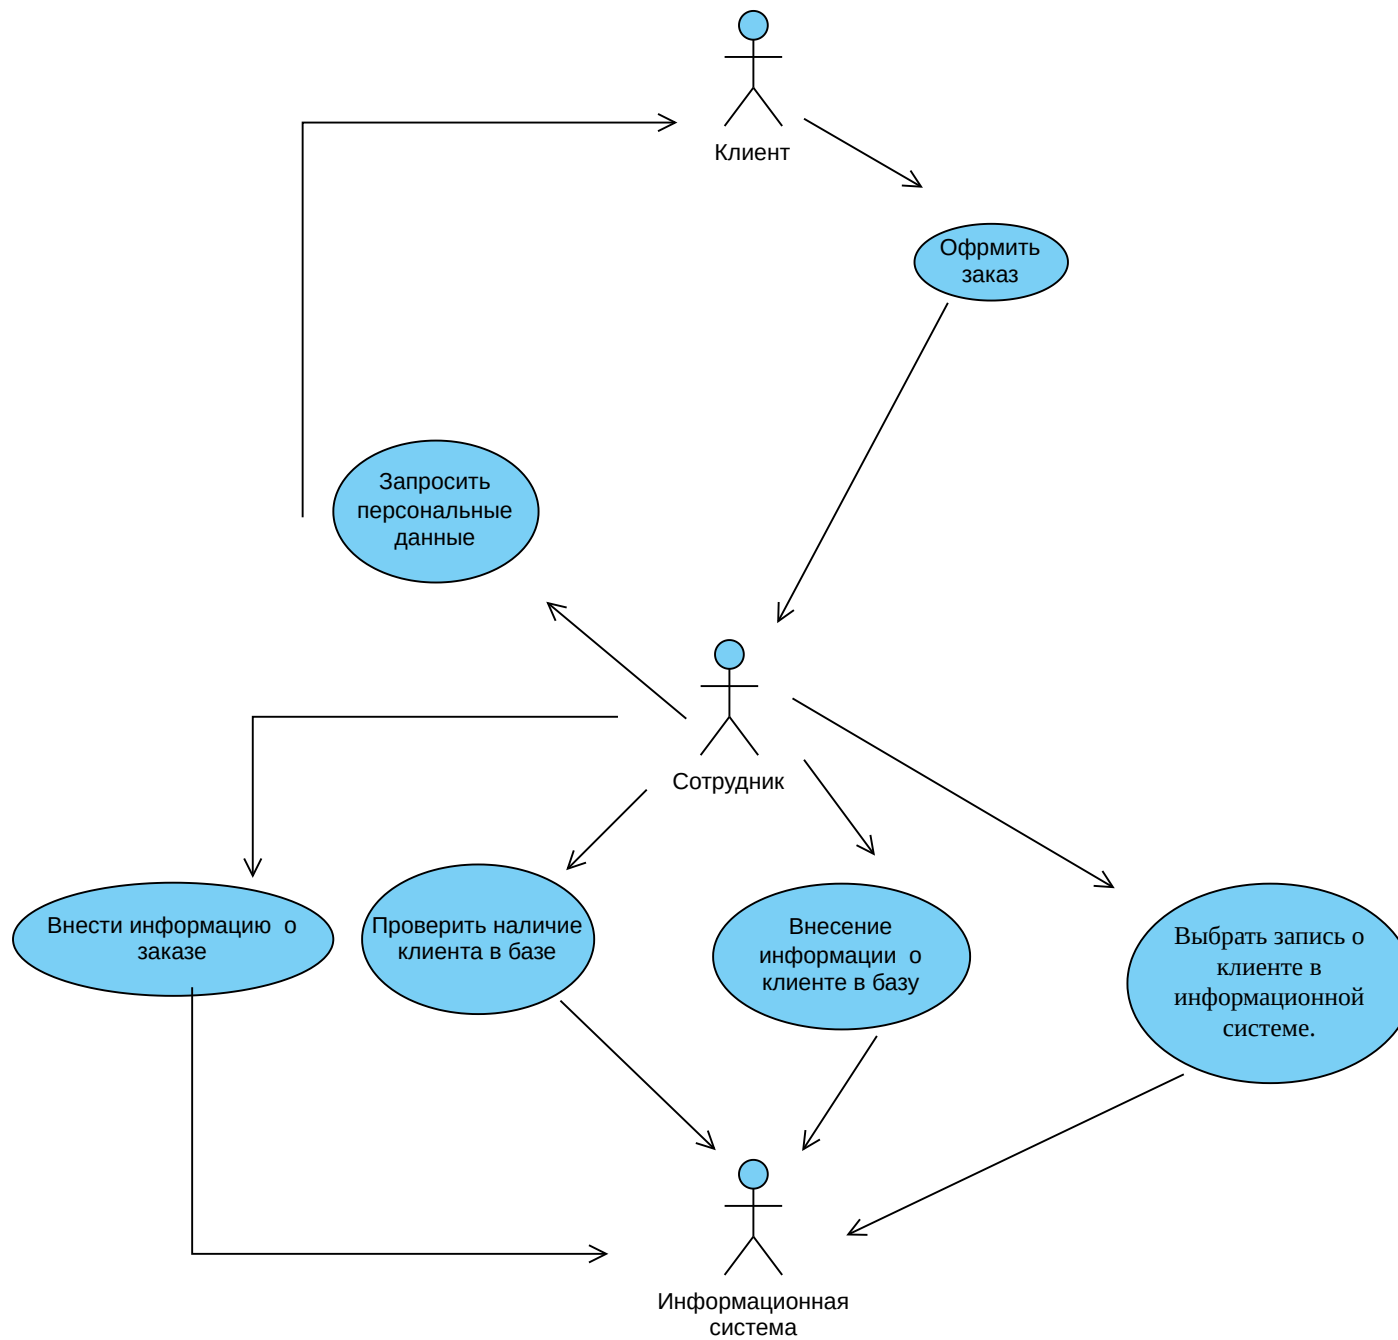 Клиент
Офрмить
заказ
Запросить
персональные
данные
Сотрудник
Внести информацию  о
заказе
Проверить наличие
клиента в базе
Внесение
информации  о
клиенте в базу
Выбрать запись о
клиенте в
информационной
системе.
Информационная
система